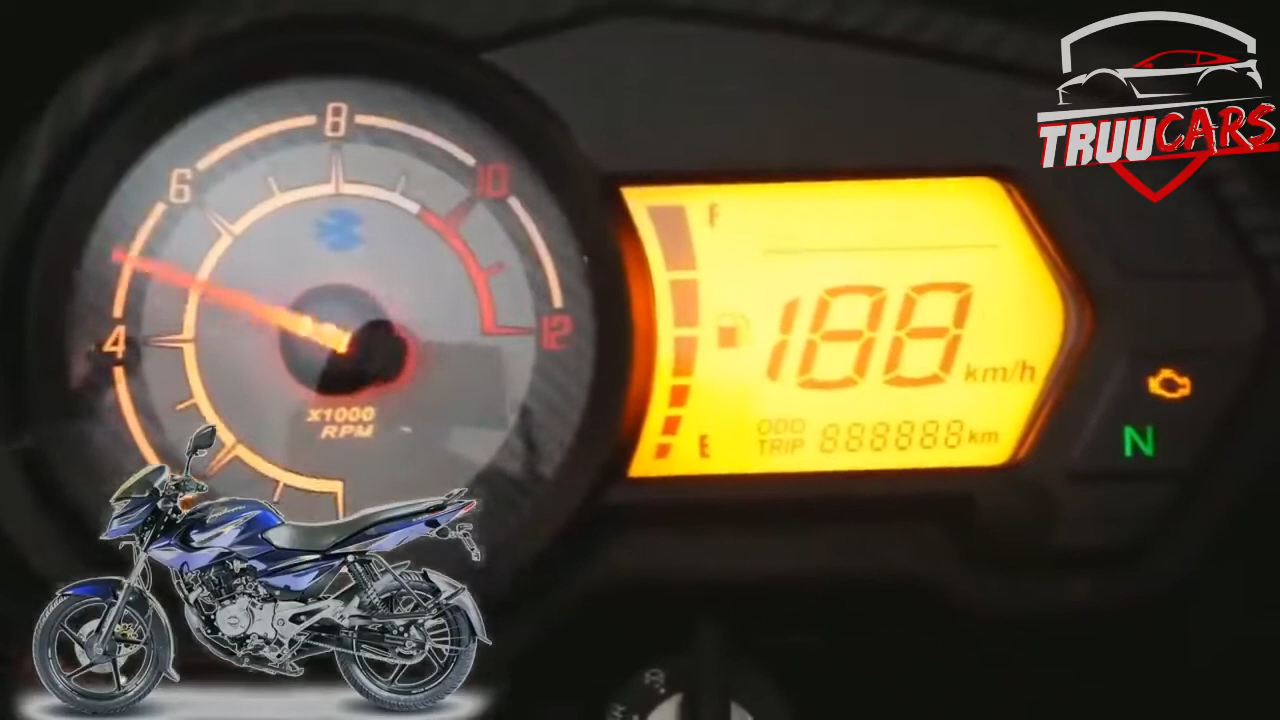 TRUUCARS
8
6
10
4
12
X1000
RPM
F
188
km/h
ODO
TRIP 888888 km
E
N